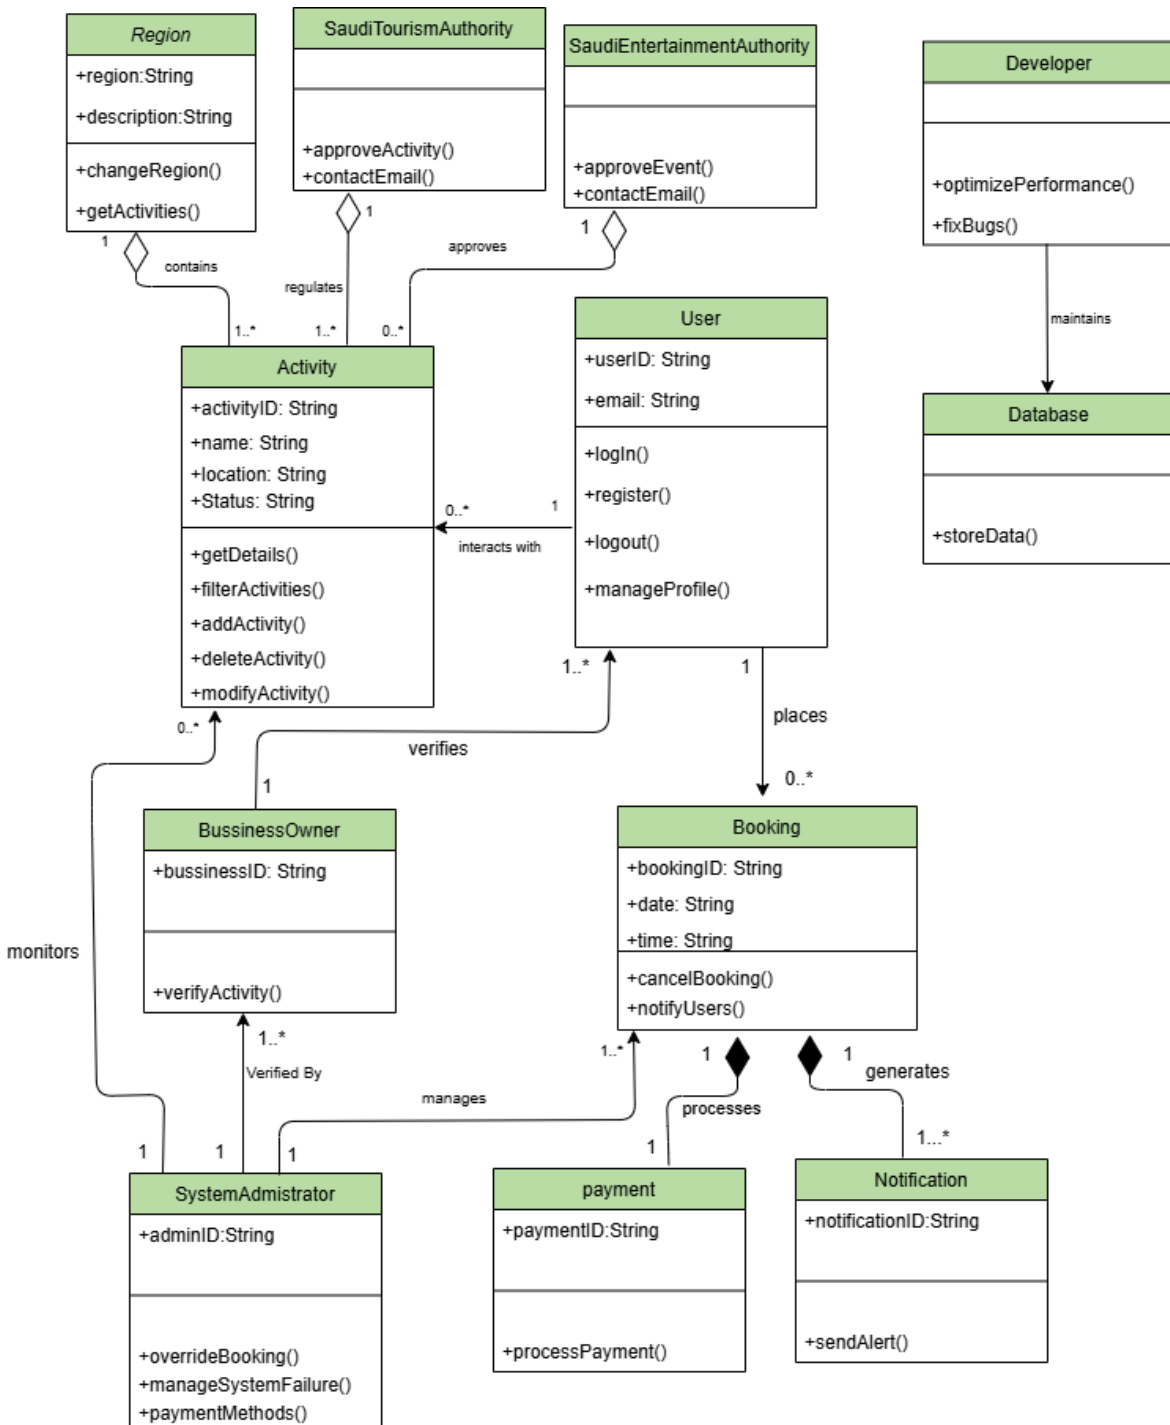 Region
+region:String
+description:String
+changeRegion()
+getActivities()
SaudiTourismAuthority
+approveActivity()
+contactEmail()
SaudiEntertainmentAuthority
+approveEvent()
+contactEmail()
Developer
+optimizePerformance()
+fixBugs()
1
contains
1..*
1
regulates
1..*
1
approves
0..*
maintains
Activity
+activityID: String
+name: String
+location: String
+Status: String
+getDetails()
+filterActivities()
+addActivity()
+deleteActivity()
+modifyActivity()
User
+userID: String
+email: String
+logIn()
+register()
+logout()
+manageProfile()
Database
+storeData()
0..*
1
interacts with
1..*
1
verifies
1
places
0..*
0..*
monitors
1
BussinessOwner
+bussinessID: String
+verifyActivity()
Booking
+bookingID: String
+date: String
+time: String
+cancelBooking()
+notifyUsers()
1..*
Verified By
1
1..*
manages
1
1
processes
1
1
generates
1...*
SystemAdmistrator
+adminID:String
+overrideBooking()
+manageSystemFailure()
+paymentMethods()
payment
+paymentID:String
+processPayment()
Notification
+notificationID:String
+sendAlert()